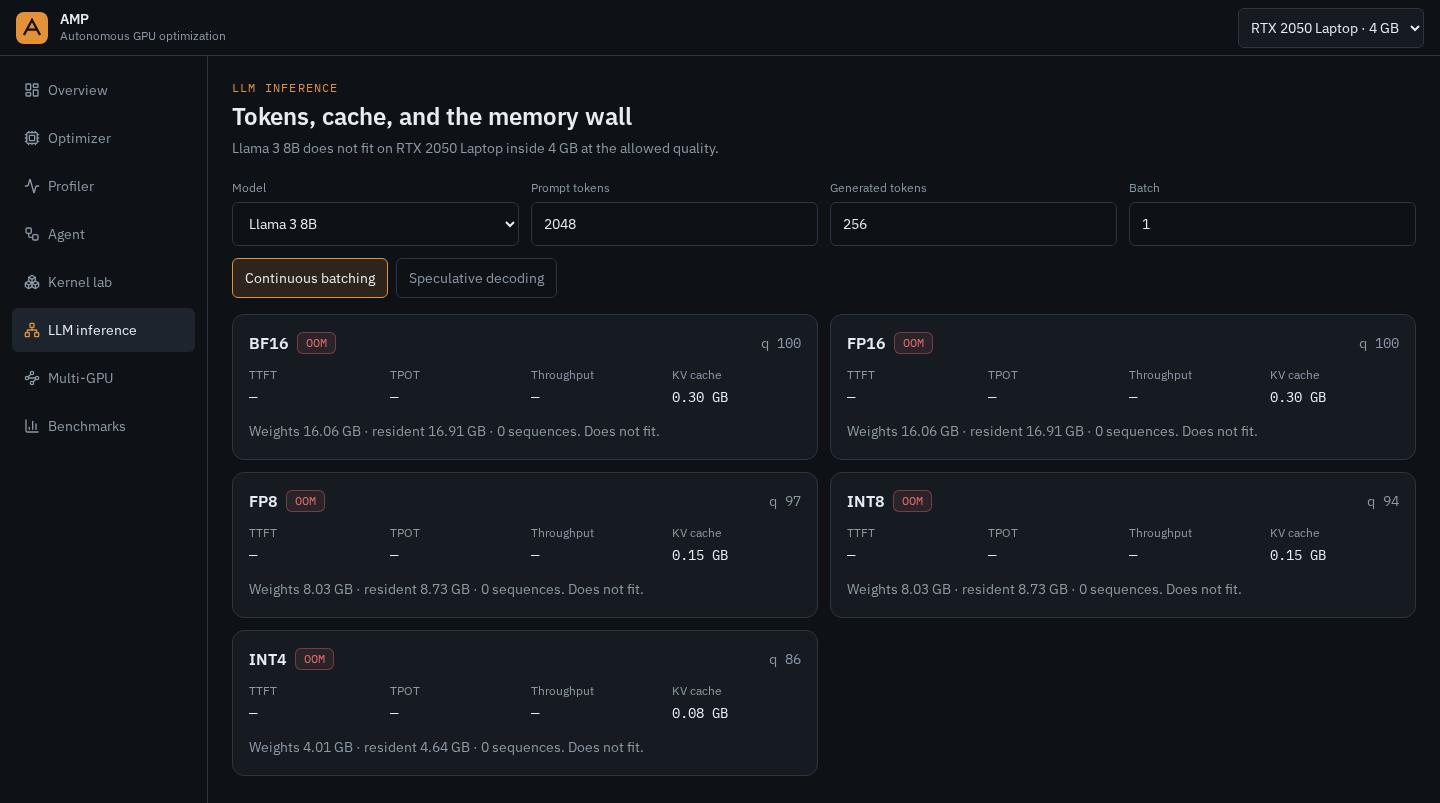 AMP
Autonomous GPU optimization
RTX 2050 Laptop · 4 GB
Overview
Optimizer
Profiler
Agent
Kernel lab
LLM inference
Multi-GPU
Benchmarks
LLM INFERENCE
Tokens, cache, and the memory wall
Llama 3 8B does not fit on RTX 2050 Laptop inside 4 GB at the allowed quality.
Model Prompt tokens Generated tokens Batch
Llama 3 8B 2048 256 1
Continuous batching Speculative decoding
BF16 OOM q 100
TTFT TPOT Throughput KV cache
— — — 0.30 GB
Weights 16.06 GB · resident 16.91 GB · 0 sequences. Does not fit.
FP16 OOM q 100
TTFT TPOT Throughput KV cache
— — — 0.30 GB
Weights 16.06 GB · resident 16.91 GB · 0 sequences. Does not fit.
FP8 OOM q 97
TTFT TPOT Throughput KV cache
— — — 0.15 GB
Weights 8.03 GB · resident 8.73 GB · 0 sequences. Does not fit.
INT8 OOM q 94
TTFT TPOT Throughput KV cache
— — — 0.15 GB
Weights 8.03 GB · resident 8.73 GB · 0 sequences. Does not fit.
INT4 OOM q 86
TTFT TPOT Throughput KV cache
— — — 0.08 GB
Weights 4.01 GB · resident 4.64 GB · 0 sequences. Does not fit.